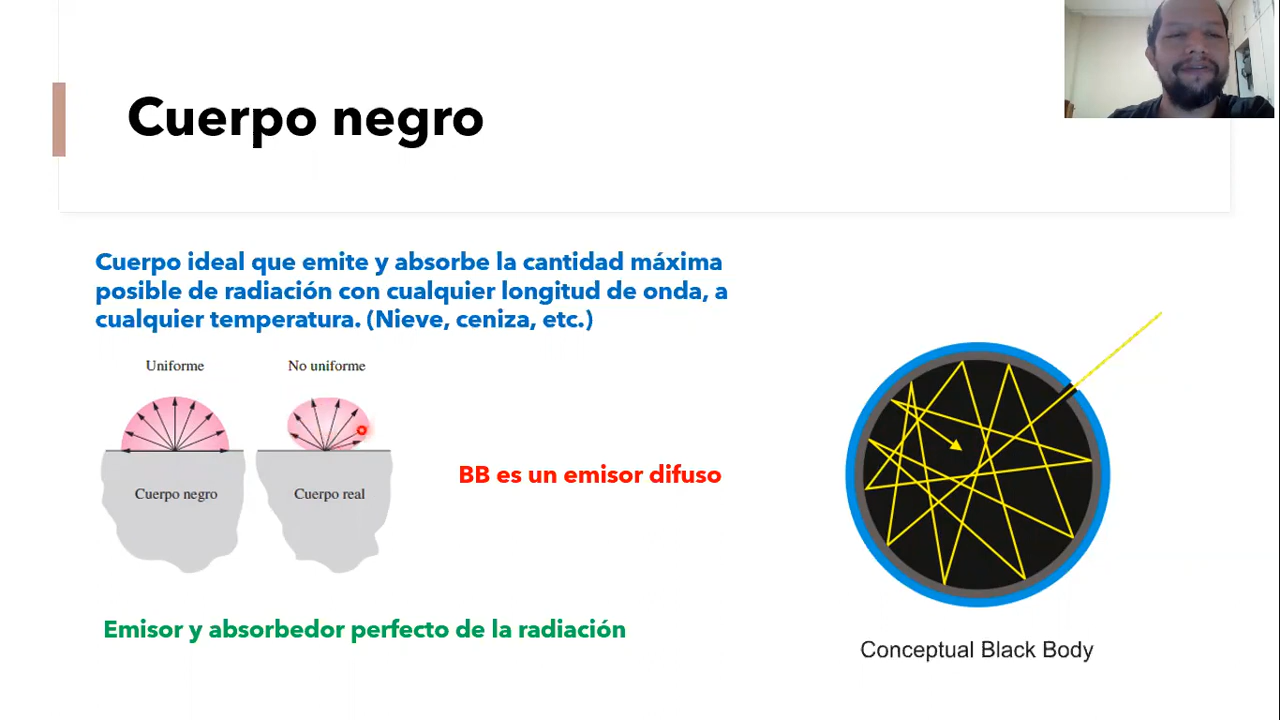 Cuerpo negro
Cuerpo ideal que emite y absorbe la cantidad máxima
posible de radiación con cualquier longitud de onda, a
cualquier temperatura. (Nieve, ceniza, etc.)
Uniforme
No uniforme
Cuerpo negro
Cuerpo real
BB es un emisor difuso
Emisor y absorbedor perfecto de la radiación
Conceptual Black Body